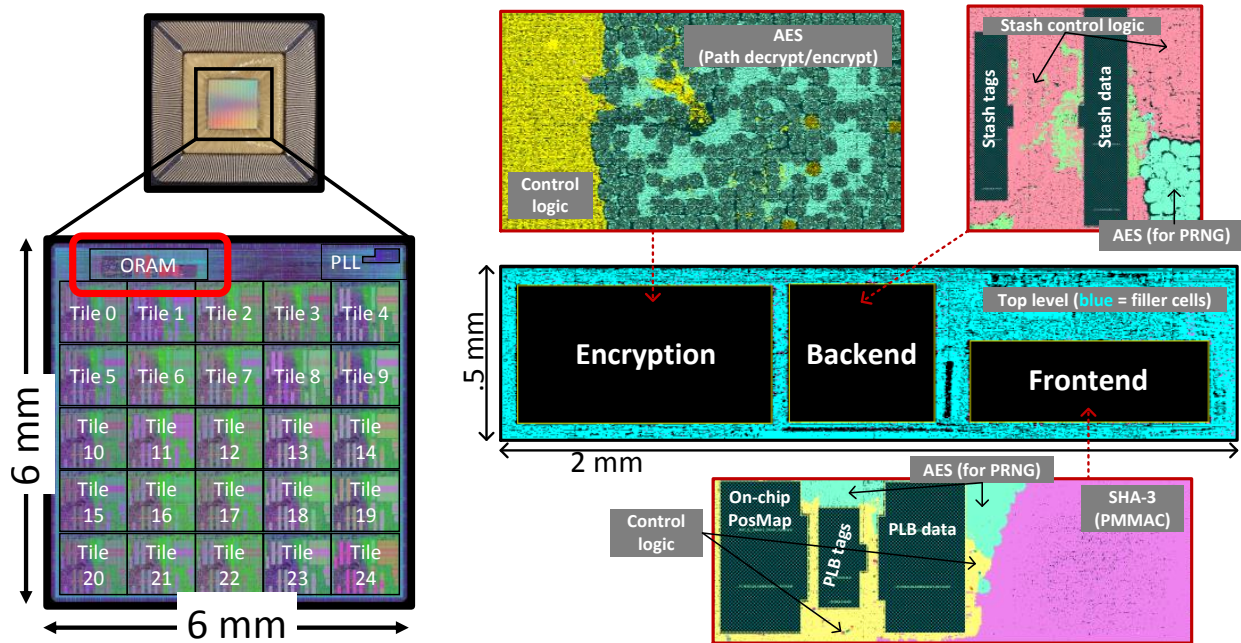 ORAM
PLL
Tile 0
Tile 1
Tile 2
Tile 3
Tile 4
Tile 5
Tile 6
Tile 7
Tile 8
Tile 9
Tile
10
Tile
11
Tile
12
Tile
13
Tile
14
Tile
15
Tile
16
Tile
17
Tile
18
Tile
19
Tile
20
Tile
21
Tile
22
Tile
23
Tile
24
6 mm
6 mm
AES
(Path decrypt/encrypt)
Control
logic
Stash control logic
Stash tags
Stash data
AES (for PRNG)
Top level (blue = filler cells)
Encryption
Backend
Frontend
.5 mm
2 mm
AES (for PRNG)
On-chip
PosMap
PLB tags
PLB data
SHA-3
(PMMAC)
Control
logic